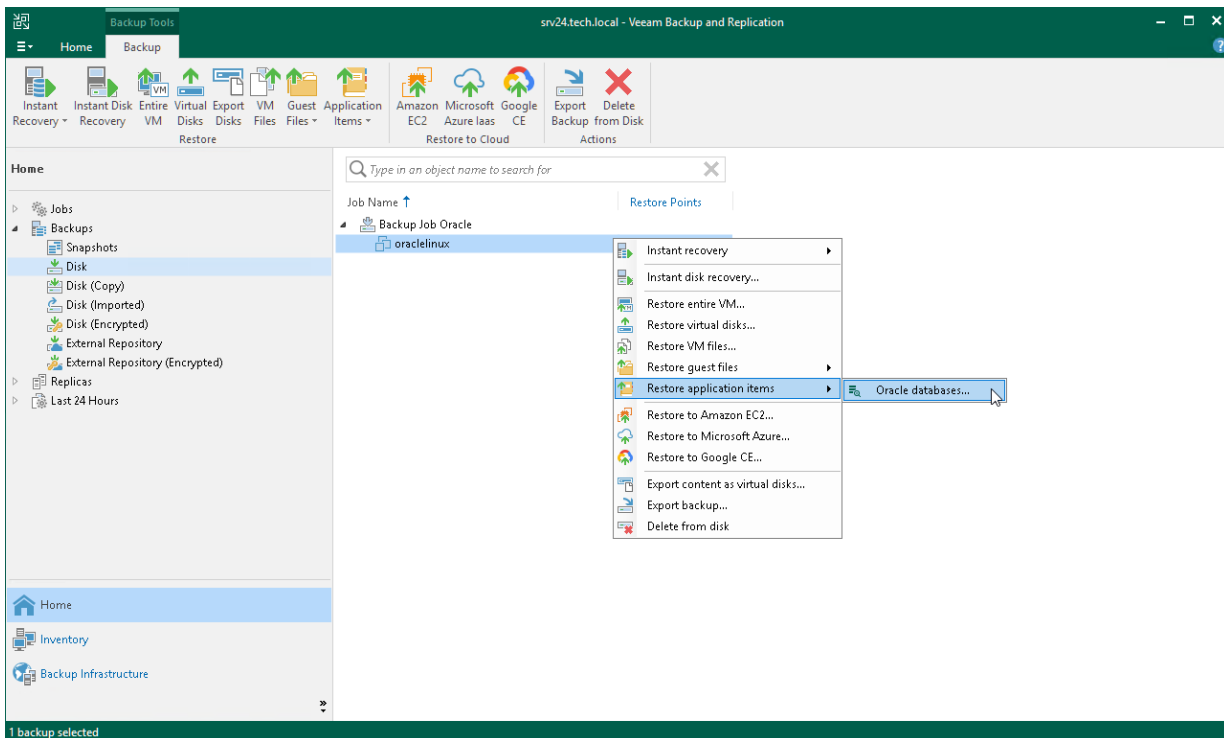 Backup Tools
srv24.tech.local - Veeam Backup and Replication
Home Backup
Instant Recovery
Instant Disk Recovery
Entire VM
Virtual Disks
Export Disks
VM Files
Guest Files
Application Items
Amazon EC2
Microsoft Azure Iaas
Google CE
Export Backup
Delete from Disk
Restore
Restore to Cloud
Actions
Home
Jobs
Backups
Snapshots
Disk
Disk (Copy)
Disk (Imported)
Disk (Encrypted)
External Repository
External Repository (Encrypted)
Replicas
Last 24 Hours
Type in an object name to search for
Job Name Restore Points
Backup Job Oracle
oraclelinux
Instant recovery
Instant disk recovery...
Restore entire VM...
Restore virtual disks...
Restore VM files...
Restore guest files
Restore application items
Oracle databases...
Restore to Amazon EC2...
Restore to Microsoft Azure...
Restore to Google CE...
Export content as virtual disks...
Export backup...
Delete from disk
Home
Inventory
Backup Infrastructure
1 backup selected